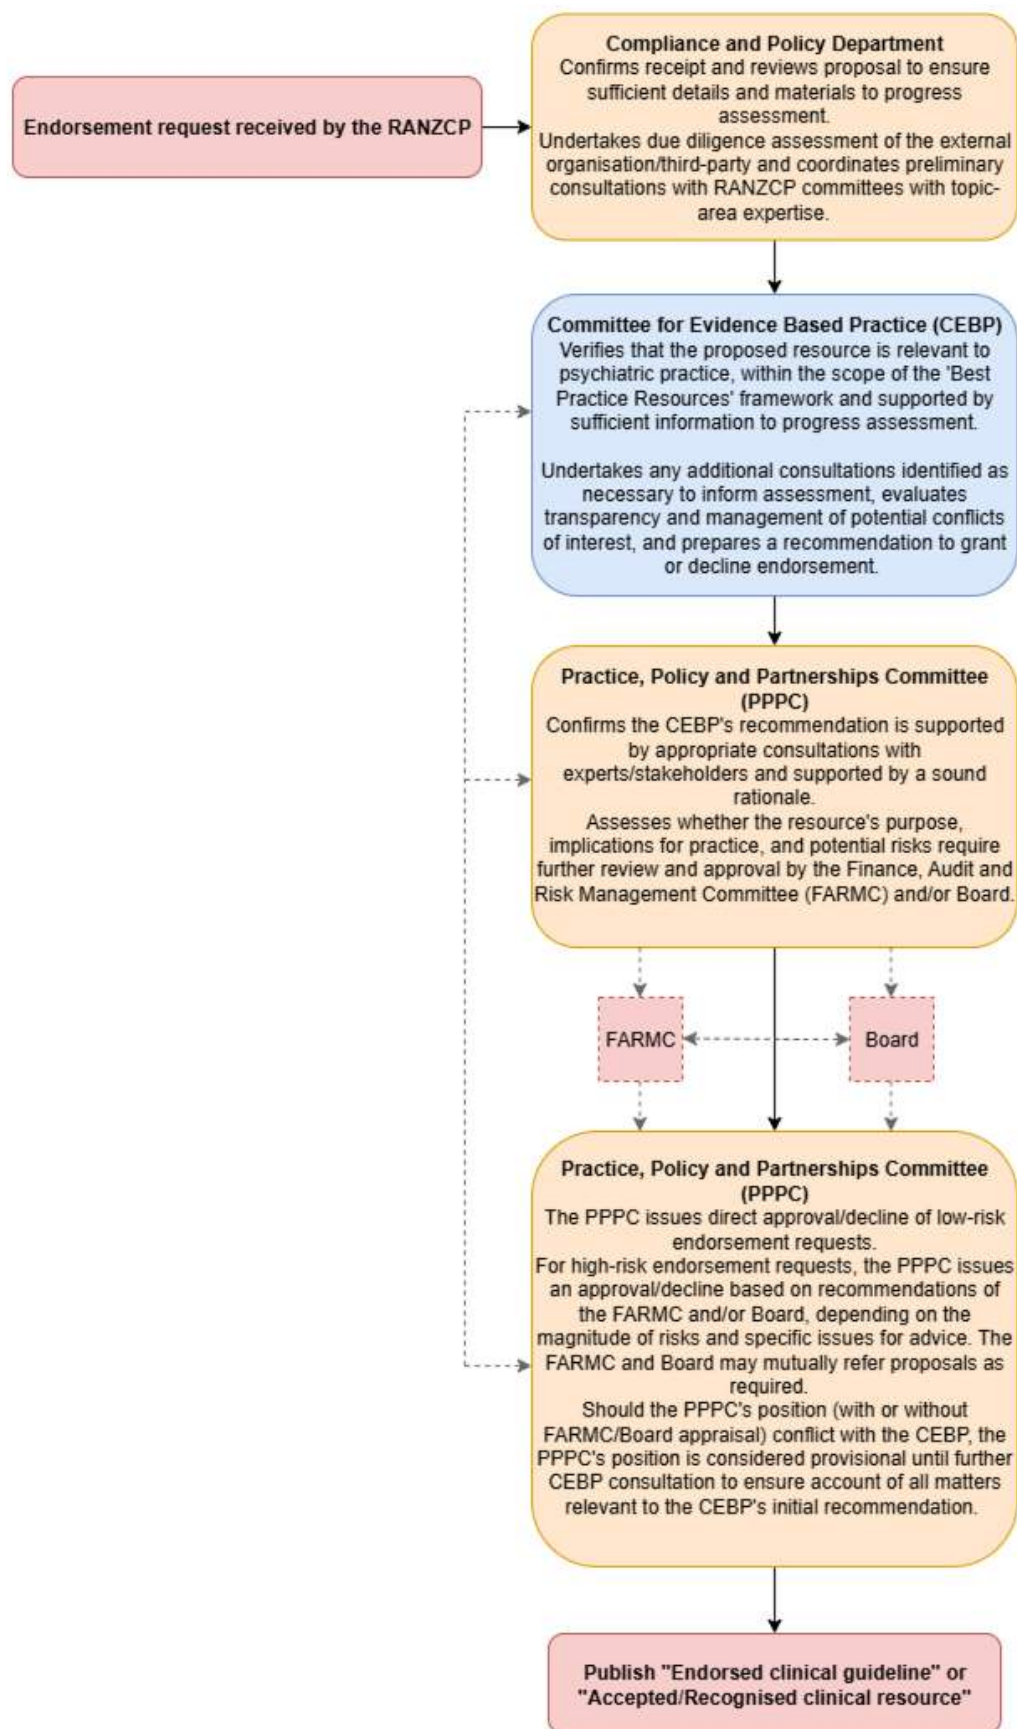 Endorsement request received by the RANZCP
Compliance and Policy Department
Confirms receipt and reviews proposal to ensure
sufficient details and materials to progress
assessment.
Undertakes due diligence assessment of the external
organisation/third-party and coordinates preliminary
consultations with RANZCP committees with topic-
area expertise.
Committee for Evidence Based Practice (CEBP)
Verifies that the proposed resource is relevant to
psychiatric practice, within the scope of the 'Best
Practice Resources' framework and supported by
sufficient information to progress assessment.
Undertakes any additional consultations identified as
necessary to inform assessment, evaluates
transparency and management of potential conflicts
of interest, and prepares a recommendation to grant
or decline endorsement.
Practice, Policy and Partnerships Committee
(PPPC)
Confirms the CEBP's recommendation is supported
by appropriate consultations with
experts/stakeholders and supported by a sound
rationale.
Assesses whether the resource's purpose,
implications for practice, and potential risks require
further review and approval by the Finance, Audit and
Risk Management Committee (FARMC) and/or Board.
FARMC
Board
Practice, Policy and Partnerships Committee
(PPPC)
The PPPC issues direct approval/decline of low-risk
endorsement requests.
For high-risk endorsement requests, the PPPC issues
an approval/decline based on recommendations of
the FARMC and/or Board, depending on the
magnitude of risks and specific issues for advice. The
FARMC and Board may mutually refer proposals as
required.
Should the PPPC's position (with or without
FARMC/Board appraisal) conflict with the CEBP, the
PPPC's position is considered provisional until further
CEBP consultation to ensure account of all matters
relevant to the CEBP's initial recommendation.
Publish "Endorsed clinical guideline" or
"Accepted/Recognised clinical resource"